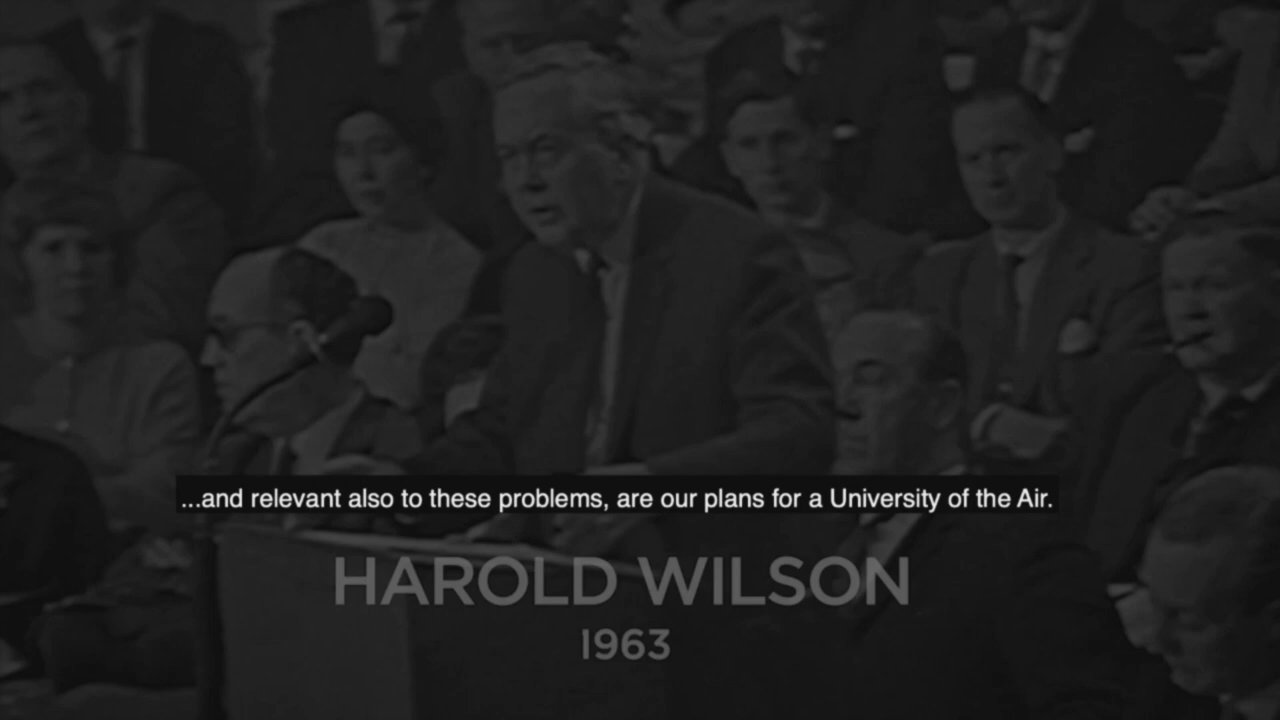 ...and relevant also to these problems, are our plans for a University of the Air.
HAROLD WILSON
1963